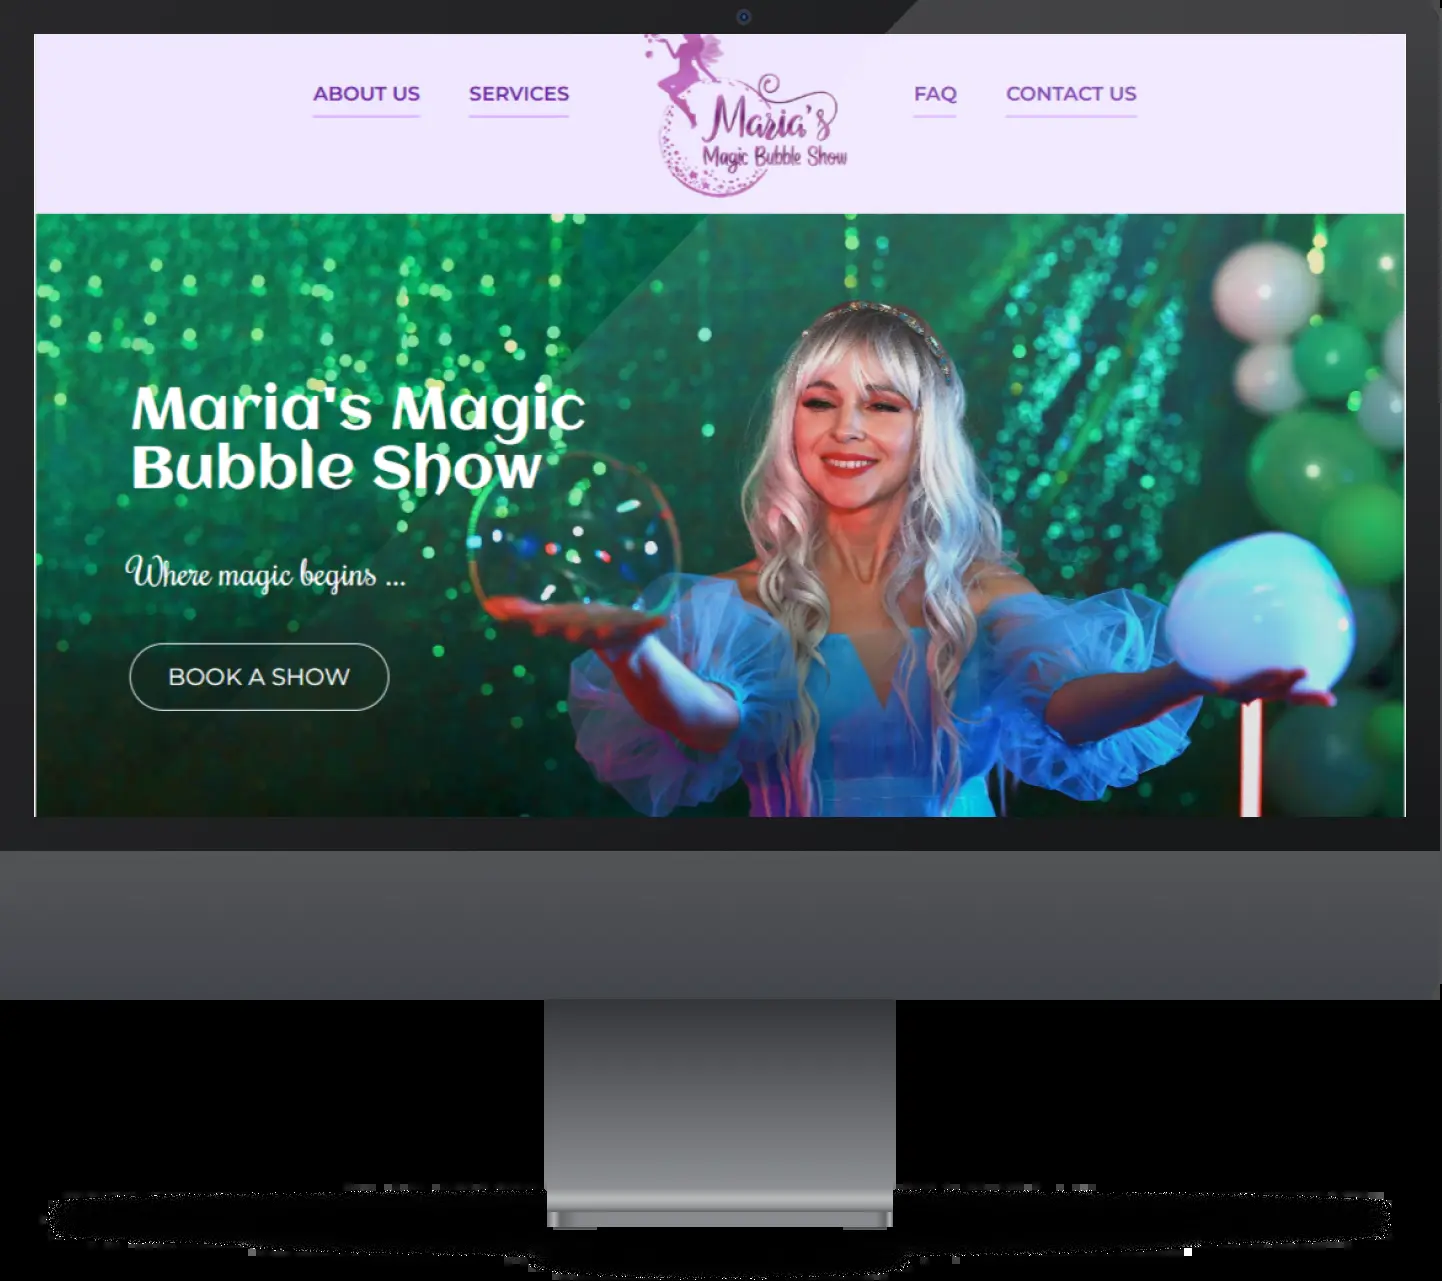 ABOUT US
SERVICES
Maria's
Magic Bubble Show
FAQ
CONTACT US
Maria's Magic
Bubble Show
Where magic begins ...
BOOK A SHOW